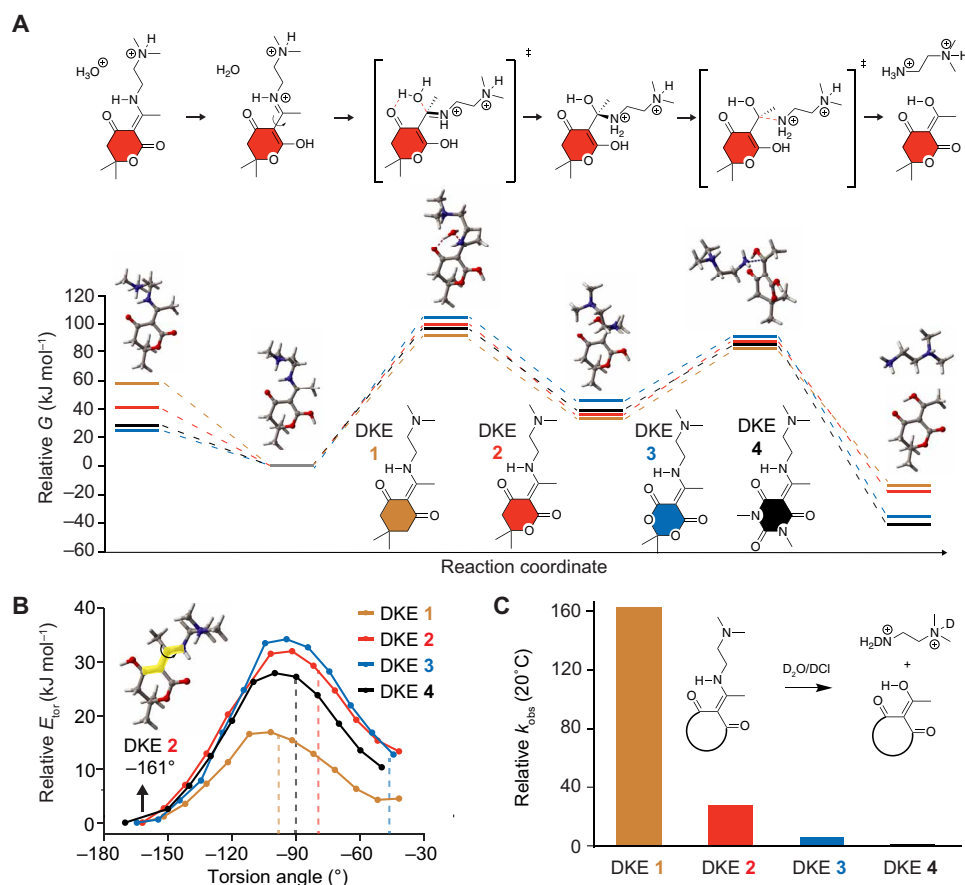 A
H₃O⊕
H
N
⊕
H–N
O
O
O
H₂O
H
N
⊕
H–N⊕
O
OH
O
‡
H
O–H
O
N
H
⊕
N
H
⊕
OH
O
H–O
O
N
H₂
⊕
N
H
⊕
OH
O
‡
H–O
O
N
H₂
⊕
N
H
⊕
OH
O
H₃N
⊕
N
⊕
H
H–O
O
O
O
Relative G (kJ mol⁻¹)
120
100
80
60
40
20
0
–20
–40
–60
DKE
1
N
H–N
O
O
DKE
2
N
H–N
O
O
O
DKE
3
N
H–N
O
O
O
O
DKE
4
N
H–N
O
N
O
O
N
Reaction coordinate
B
Relative E_tor (kJ mol⁻¹)
40
30
20
10
0
DKE 2
–161°
DKE 1
DKE 2
DKE 3
DKE 4
–180
–150
–120
–90
–60
–30
Torsion angle (°)
C
Relative k_obs (20°C)
160
120
80
40
0
N
H–N
O
O
D₂O/DCl
H₂DN
⊕
N
⊕
D
+
H–O
O
O
DKE 1
DKE 2
DKE 3
DKE 4